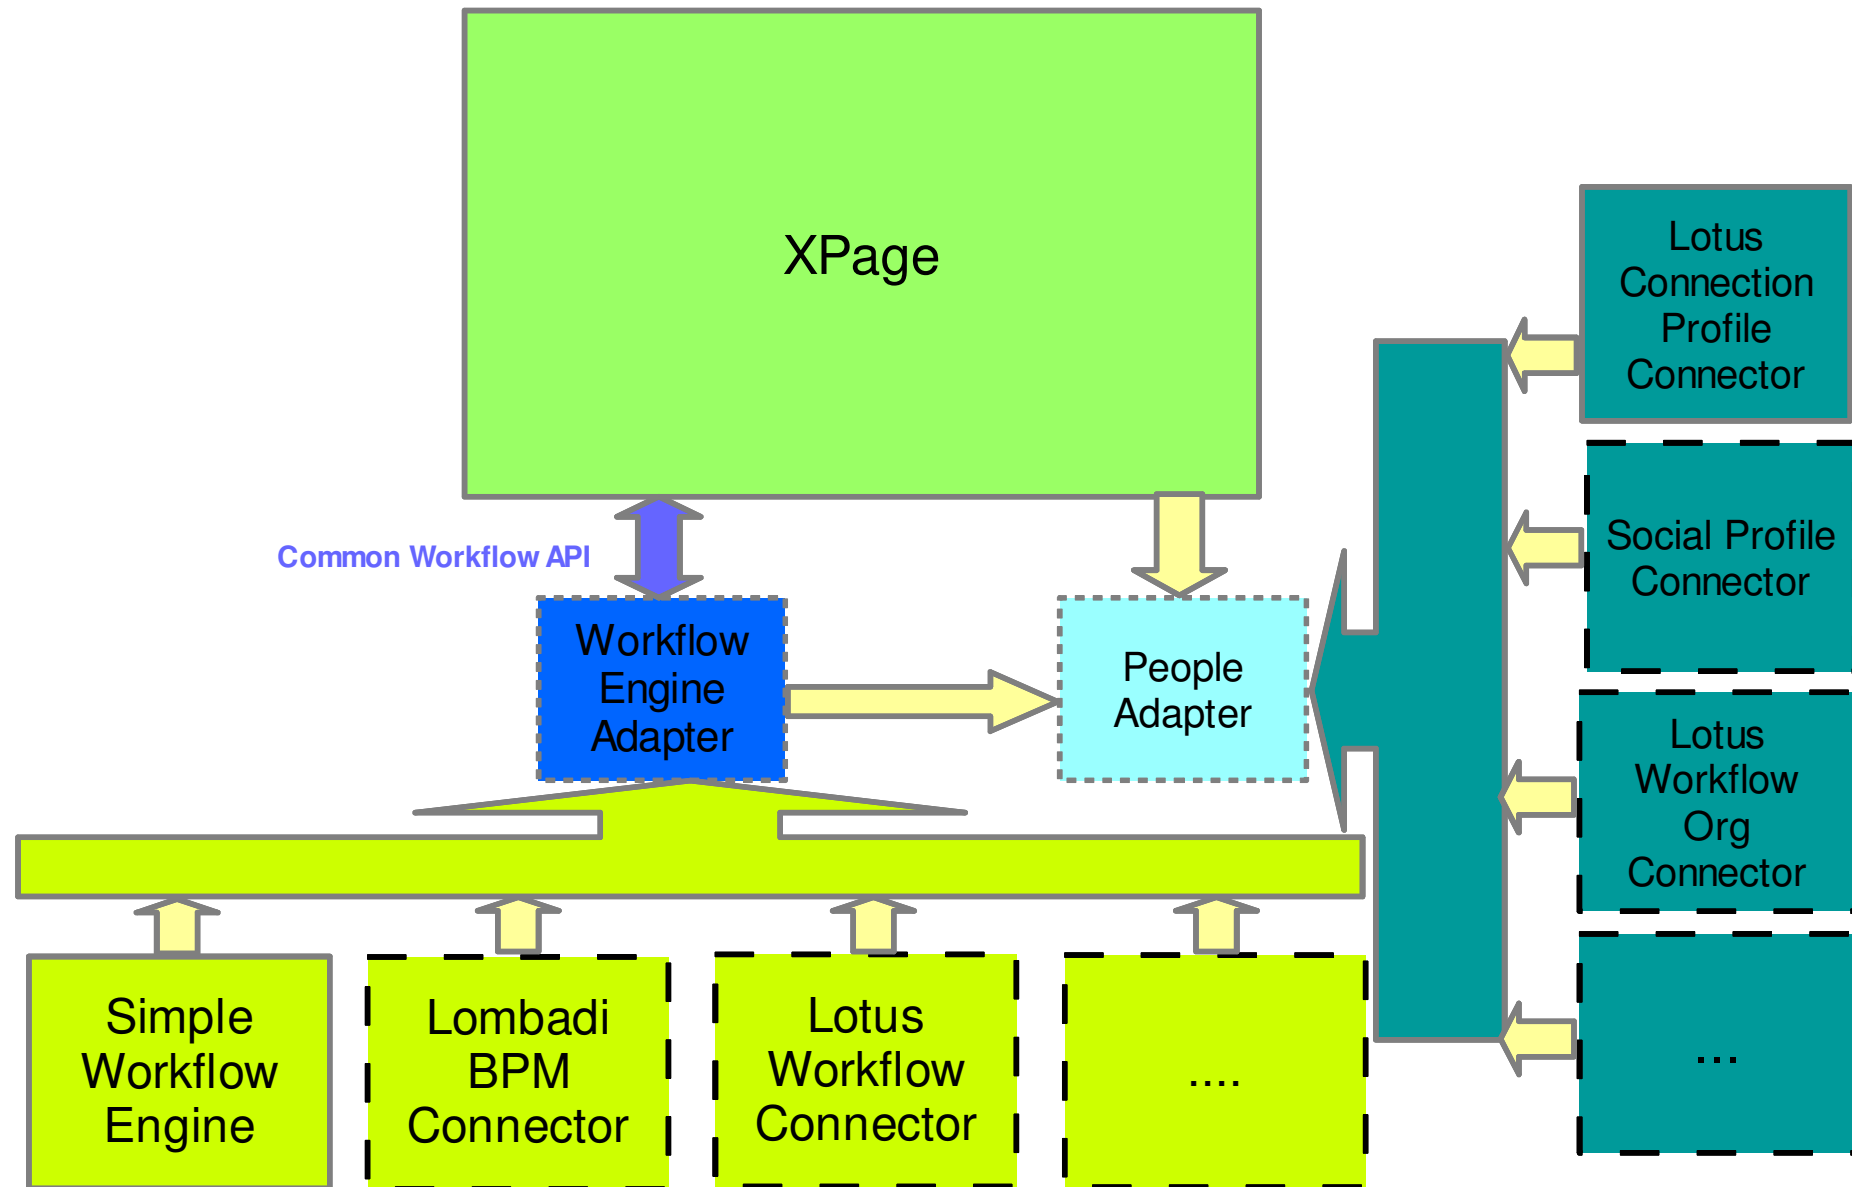 XPage
Common Workflow API
Workflow
Engine
Adapter
People
Adapter
Lotus
Connection
Profile
Connector
Social Profile
Connector
Lotus
Workflow
Org
Connector
...
Simple
Workflow
Engine
Lombadi
BPM
Connector
Lotus
Workflow
Connector
....